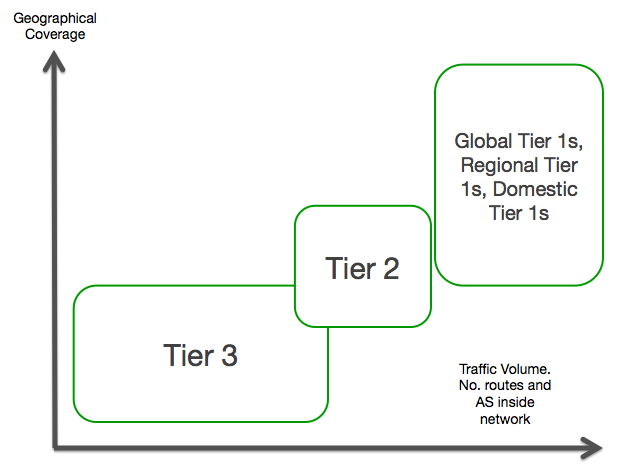 Geographical
Coverage
Global Tier 1s,
Regional Tier
1s, Domestic
Tier 1s
Tier 2
Tier 3
Traffic Volume.
No. routes and
AS inside
network